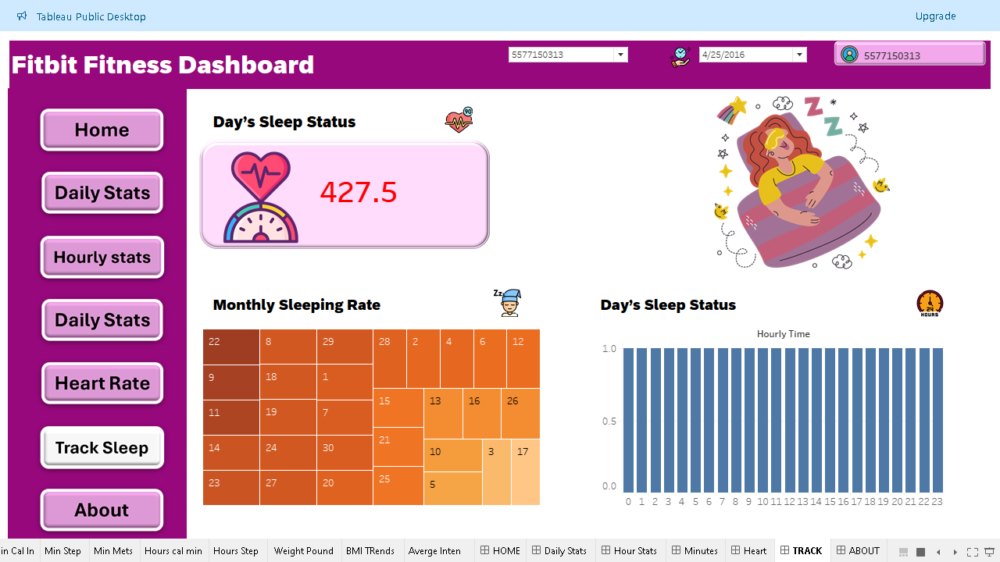 Tableau Public Desktop
Upgrade
Fitbit Fitness Dashboard
5577150313
4/25/2016
5577150313
Home
Daily Stats
Hourly stats
Daily Stats
Heart Rate
Track Sleep
About
Day's Sleep Status
90
427.5
Z
Z
Monthly Sleeping Rate
Zzz
22 8 29 28 2 4 6 12
9 18 1
11 19 7 15 13 16 26
14 24 30 21 10 3 17
23 27 20 25 5
Day's Sleep Status
24
HOURS
Hourly Time
1.0
0.5
0.0
0 1 2 3 4 5 6 7 8 9 10 11 12 13 14 15 16 17 18 19 20 21 22 23
in Cal In Min Step Min Mets Hours cal min Hourp Step Weight Pound BMI TRends Averge Inten HOME Daily Stats Hour Stats Minutes Heart TRACK ABOUT